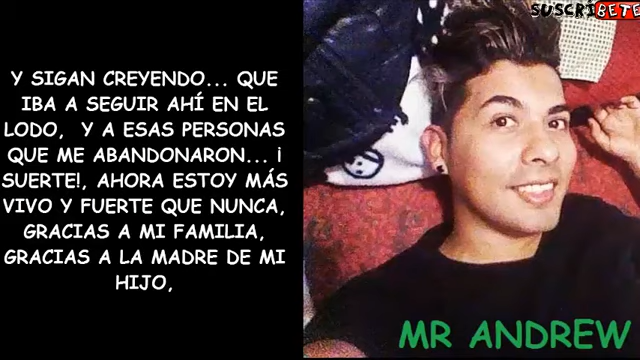 SUSCRÍBETE
Y SIGAN CREYENDO... QUE
IBA A SEGUIR AHÍ EN EL
LODO, Y A ESAS PERSONAS
QUE ME ABANDONARON... ¡
SUERTE!, AHORA ESTOY MÁS
VIVO Y FUERTE QUE NUNCA,
GRACIAS A MI FAMILIA,
GRACIAS A LA MADRE DE MI
HIJO,
MR ANDREW